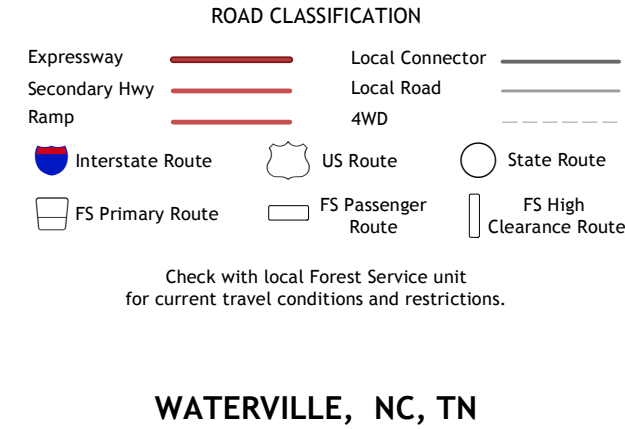 ROAD CLASSIFICATION
Expressway
Local Connector
Secondary Hwy
Local Road
Ramp
4WD
Interstate Route
US Route
State Route
FS Primary Route
FS Passenger
Route
FS High
Clearance Route
Check with local Forest Service unit
for current travel conditions and restrictions.
WATERVILLE, NC, TN